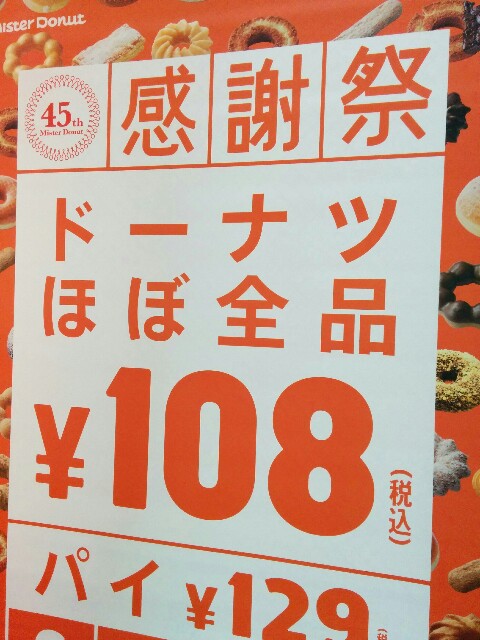 Mister Donut
45th
Mister Donut
感謝祭
ドーナツ
ほぼ全品
¥108
(税込)
パイ ¥129